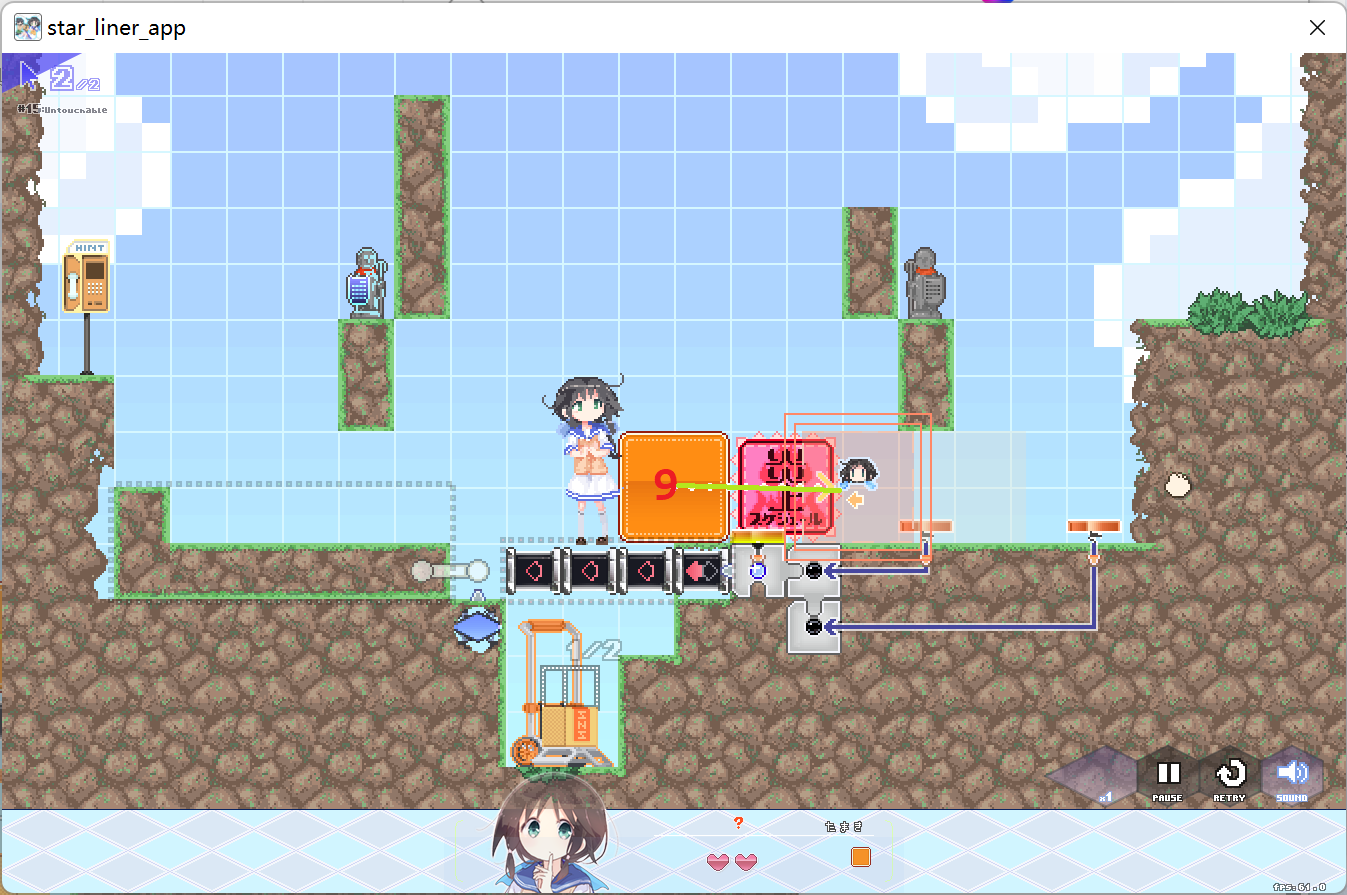 star_liner_app
2/2
#15:Untouchable
HINT
9
スケジュール
1/2
x1
PAUSE
RETRY
SOUND
?
たまき
frs:61.0